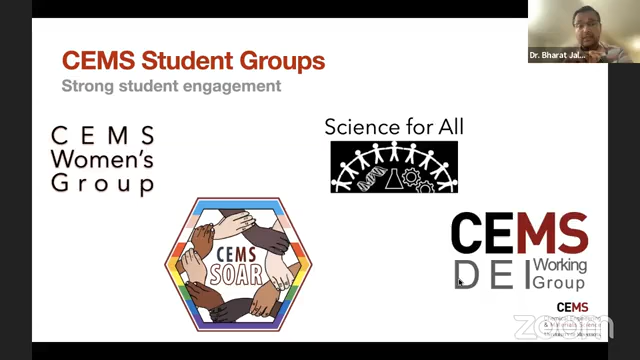 CEMS Student Groups
Strong student engagement
CEMS
Women's
Group
Science for All
CEMS
SOAR
CEMS
DEI Working
Group
CEMS
zoom
Dr. Bharat Jal...